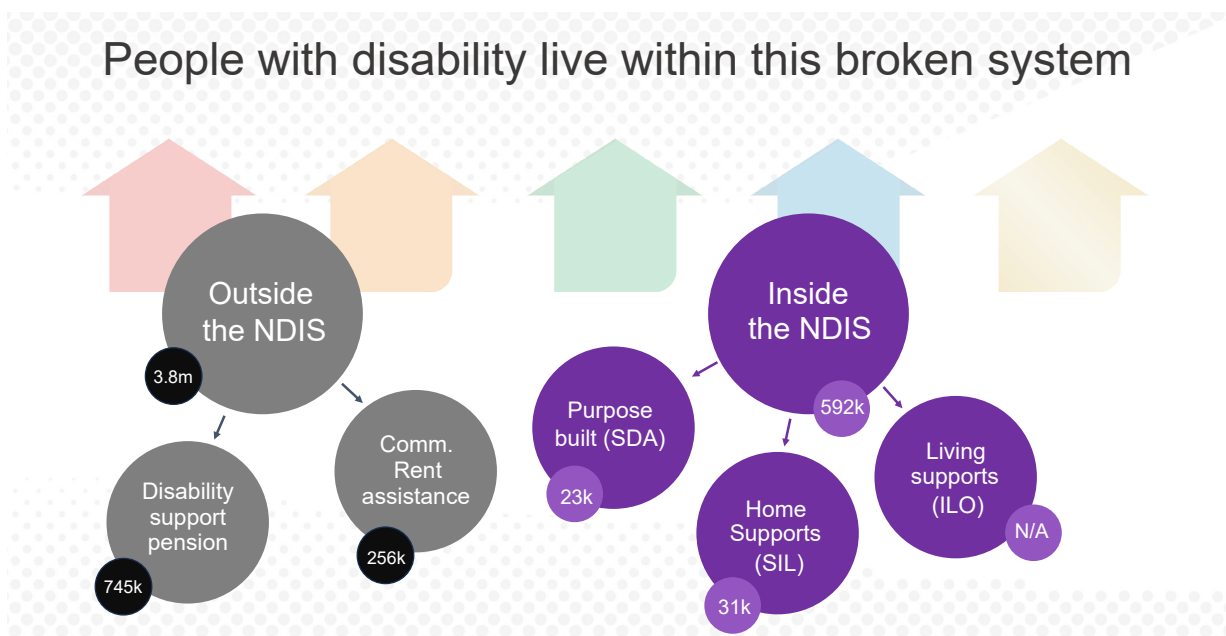 People with disability live within this broken system
Outside
the NDIS
3.8m
Disability
support
pension
745k
Comm.
Rent
assistance
256k
Inside
the NDIS
592k
Purpose
built (SDA)
23k
Home
Supports
(SIL)
31k
Living
supports
(ILO)
N/A